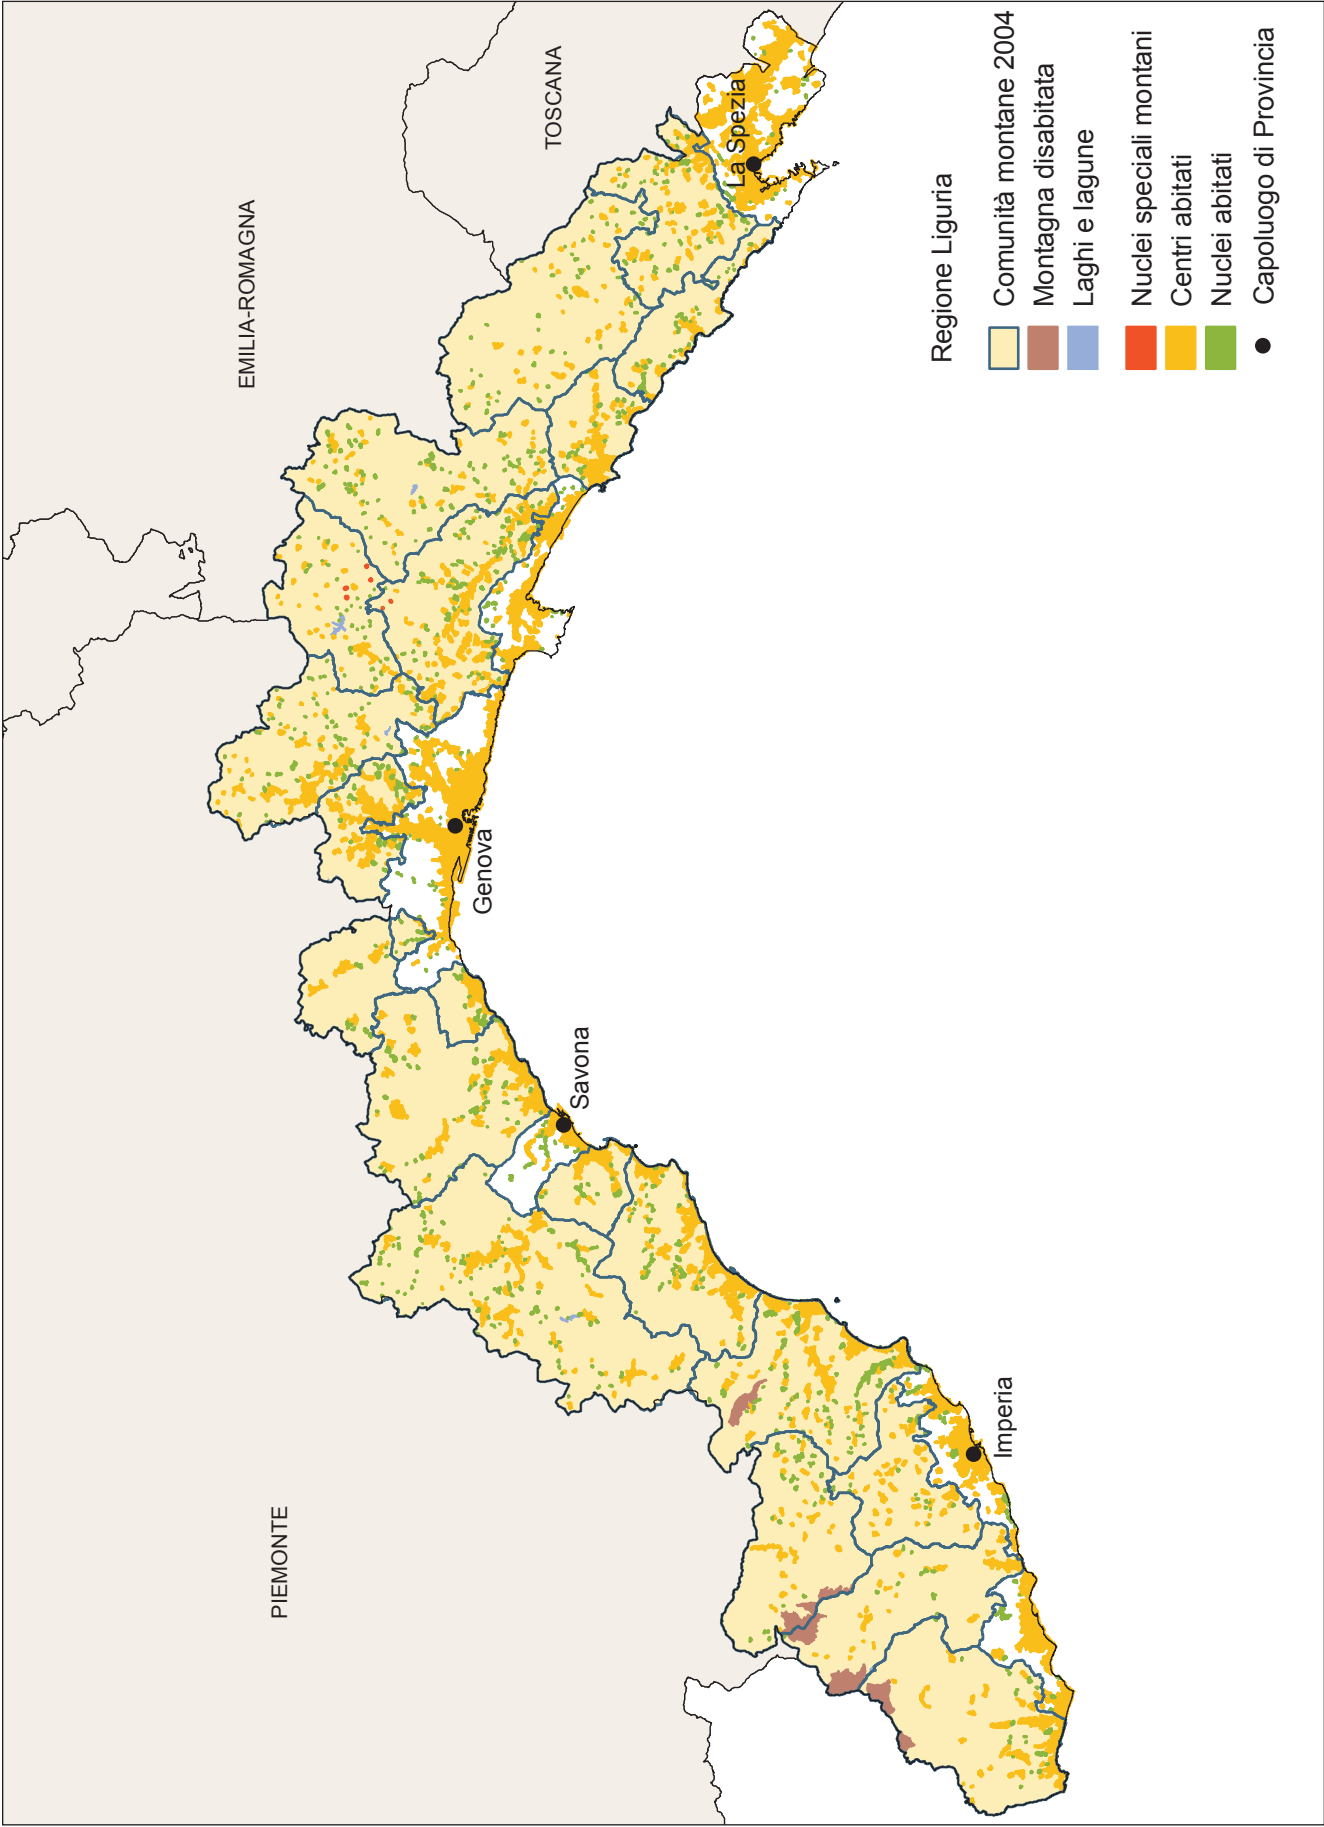 PIEMONTE
EMILIA-ROMAGNA
TOSCANA
Genova
Savona
La Spezia
Imperia
Regione Liguria
Comunità montane 2004
Montagna disabitata
Laghi e lagune
Nuclei speciali montani
Centri abitati
Nuclei abitati
Capoluogo di Provincia